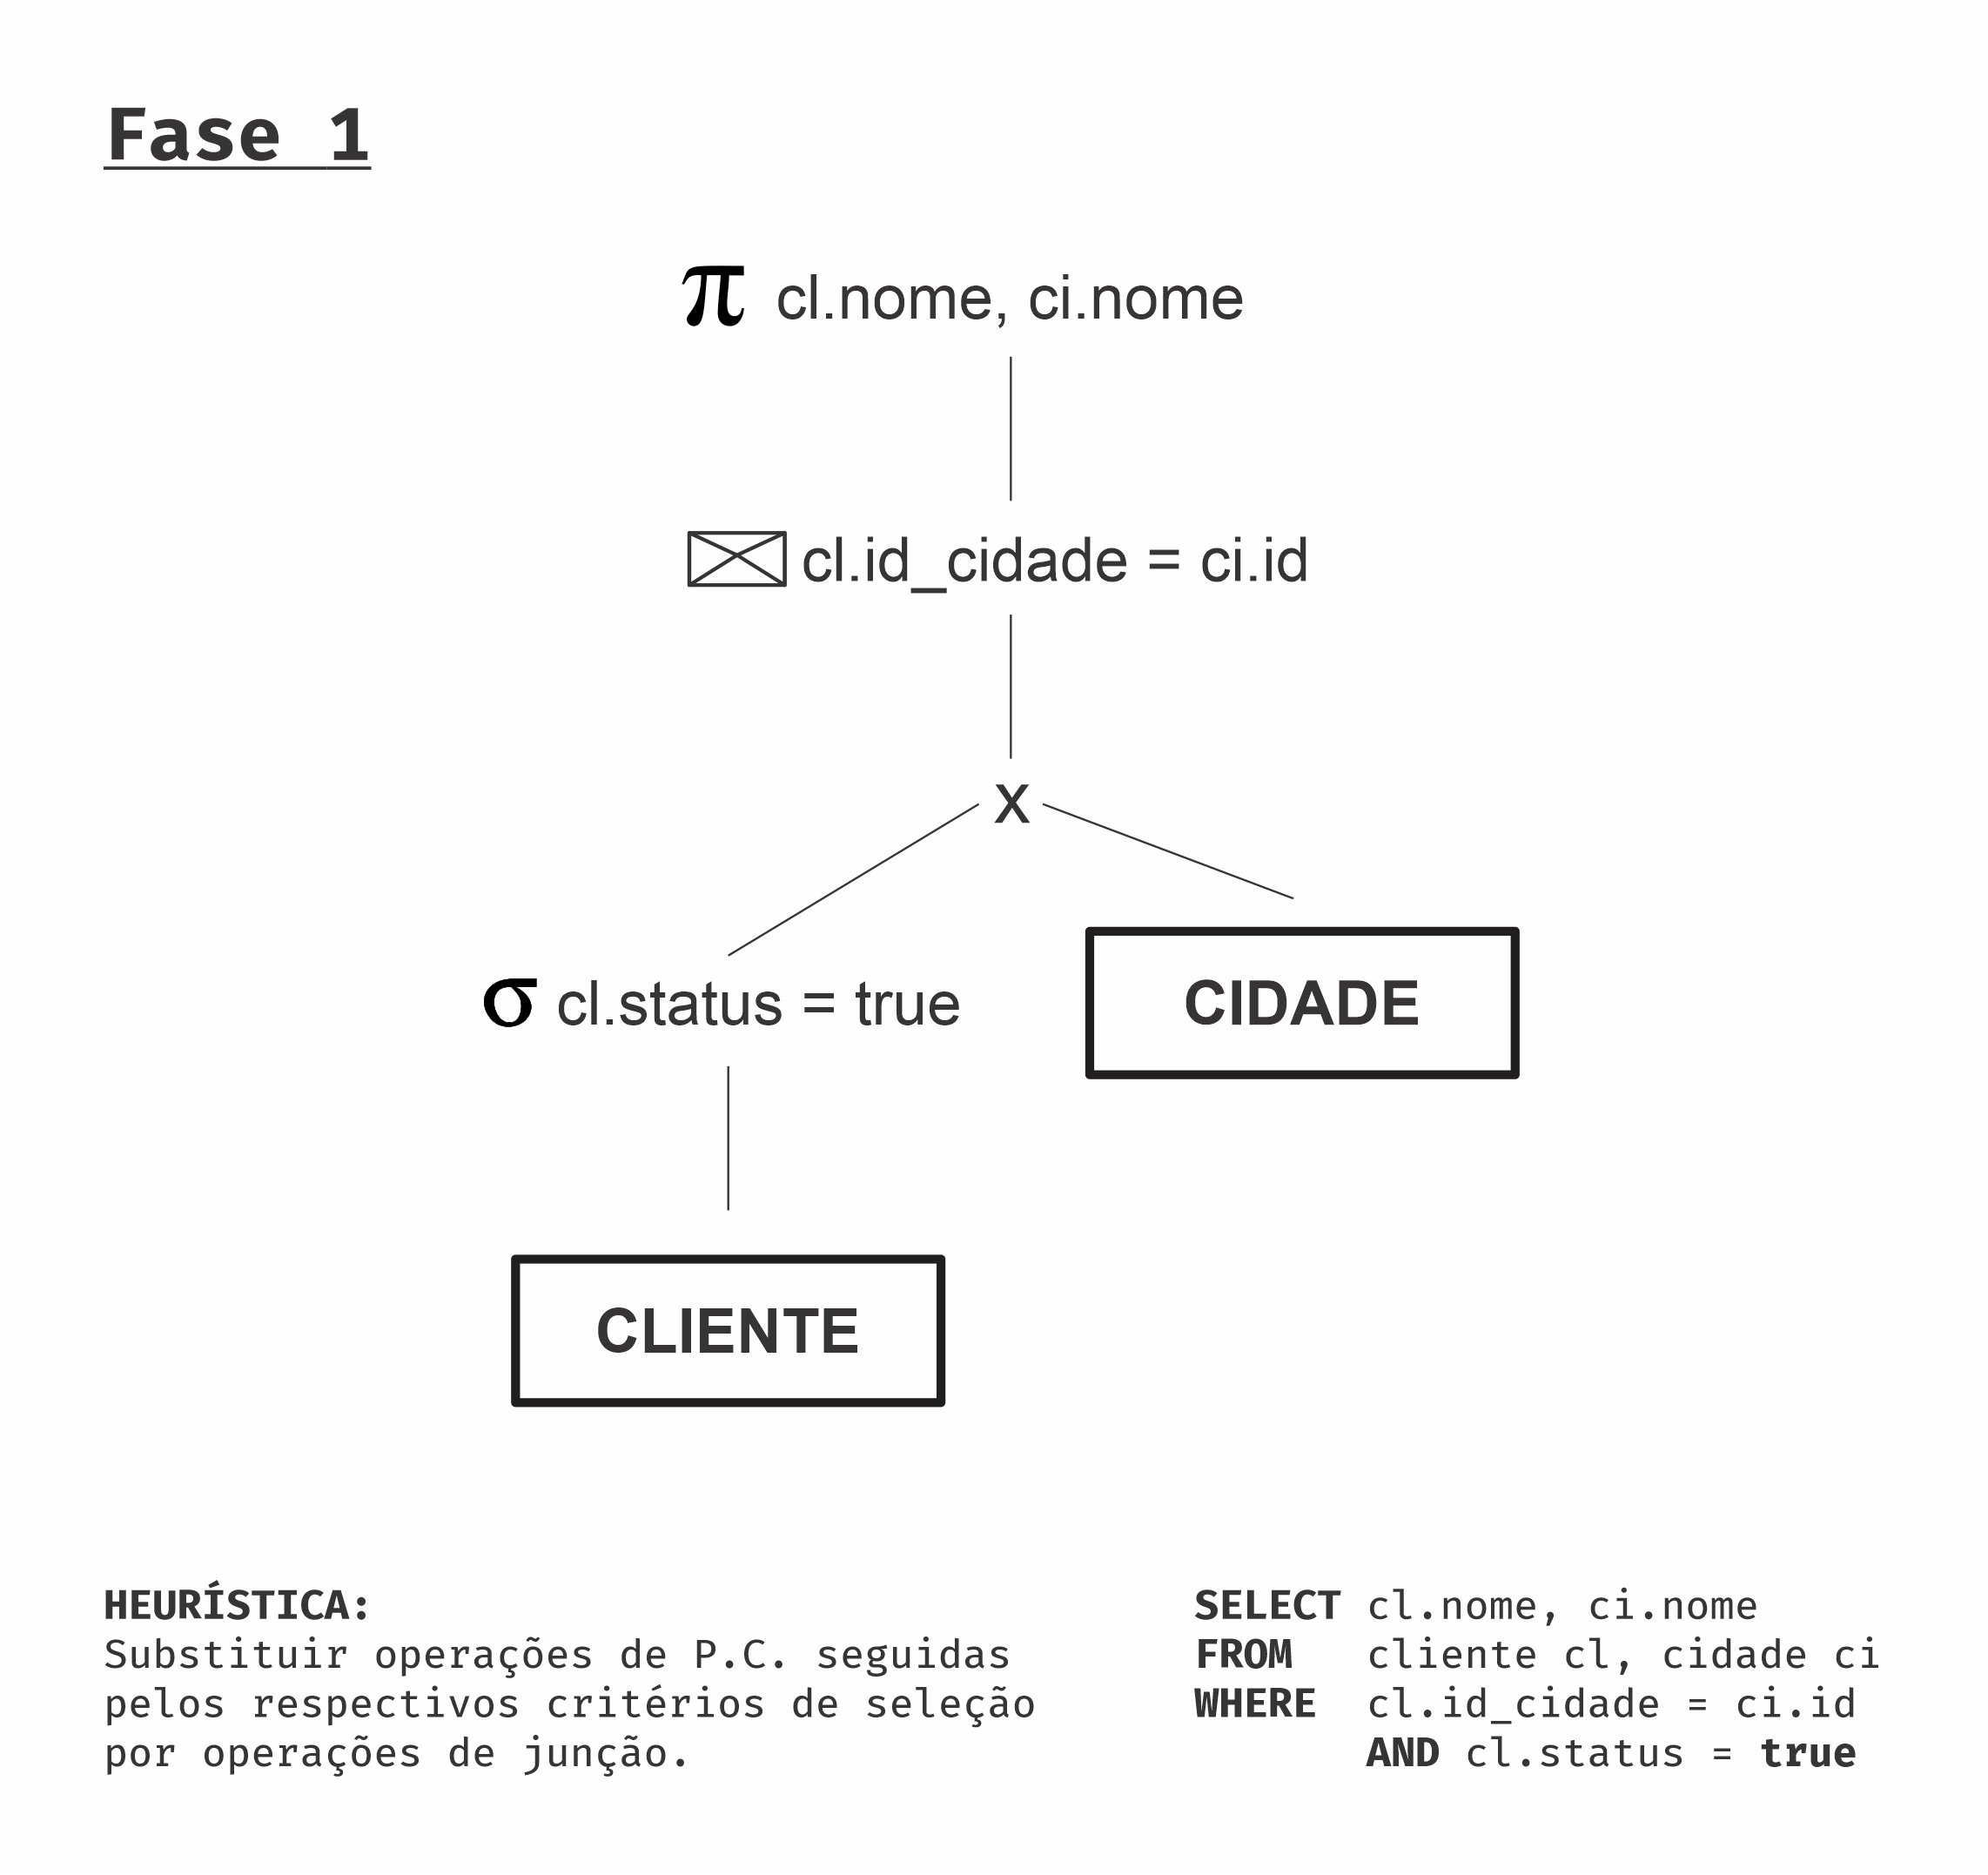 Fase 1
π cl.nome, ci.nome
cl.id_cidade = ci.id
x
σ cl.status = true
CIDADE
CLIENTE
HEURÍSTICA:
Substituir operações de P.C. seguidas
pelos respectivos critérios de seleção
por operações de junção.
SELECT cl.nome, ci.nome
FROM cliente cl, cidade ci
WHERE cl.id_cidade = ci.id
AND cl.status = true